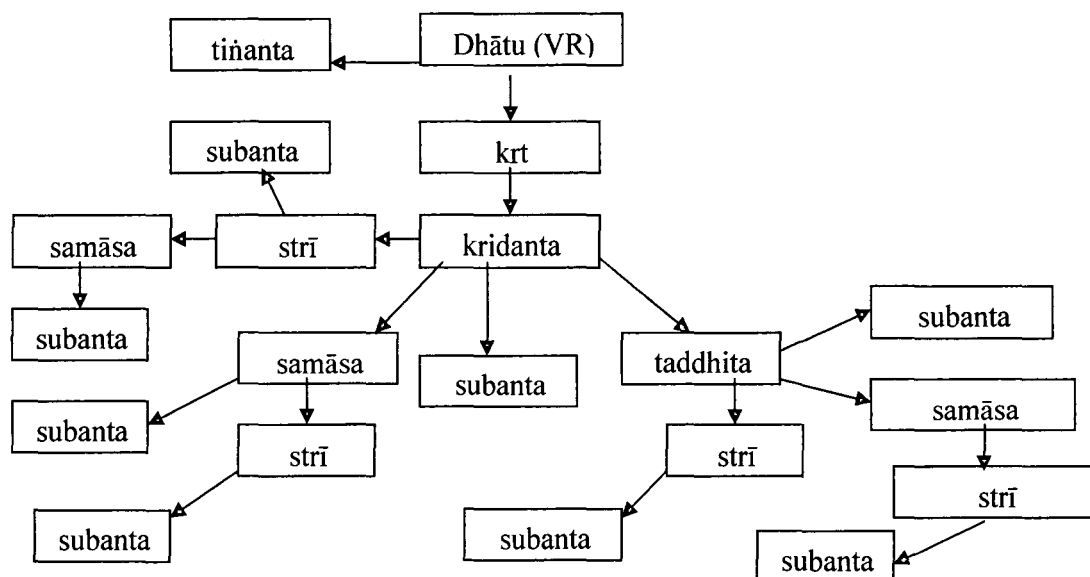 tiṅanta
Dhātu (VR)
subanta
krt
samāsa
strī
kridanta
subanta
subanta
samāsa
subanta
taddhita
samāsa
subanta
strī
strī
strī
subanta
subanta
subanta